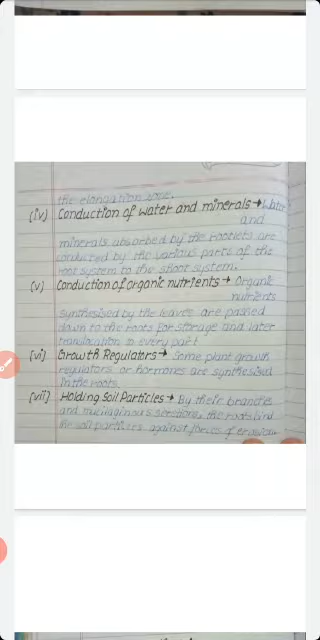 the elongation zone.
(iv) Conduction of water and minerals → Water
and
minerals absorbed by the rootlets are
conducted by the various parts of the
root system to the shoot system.
(v) Conduction of organic nutrients → Organic
nutrients
synthesised by the leaves are passed
down to the roots for storage and later
translocation to every part
(vi) Growth Regulators → Some plant growth
regulators or hormones are synthesised
in the roots.
(vii) Holding Soil Particles → By their branches
and mucilaginous secretions, the roots bind
the soil particles against forces of erosion.